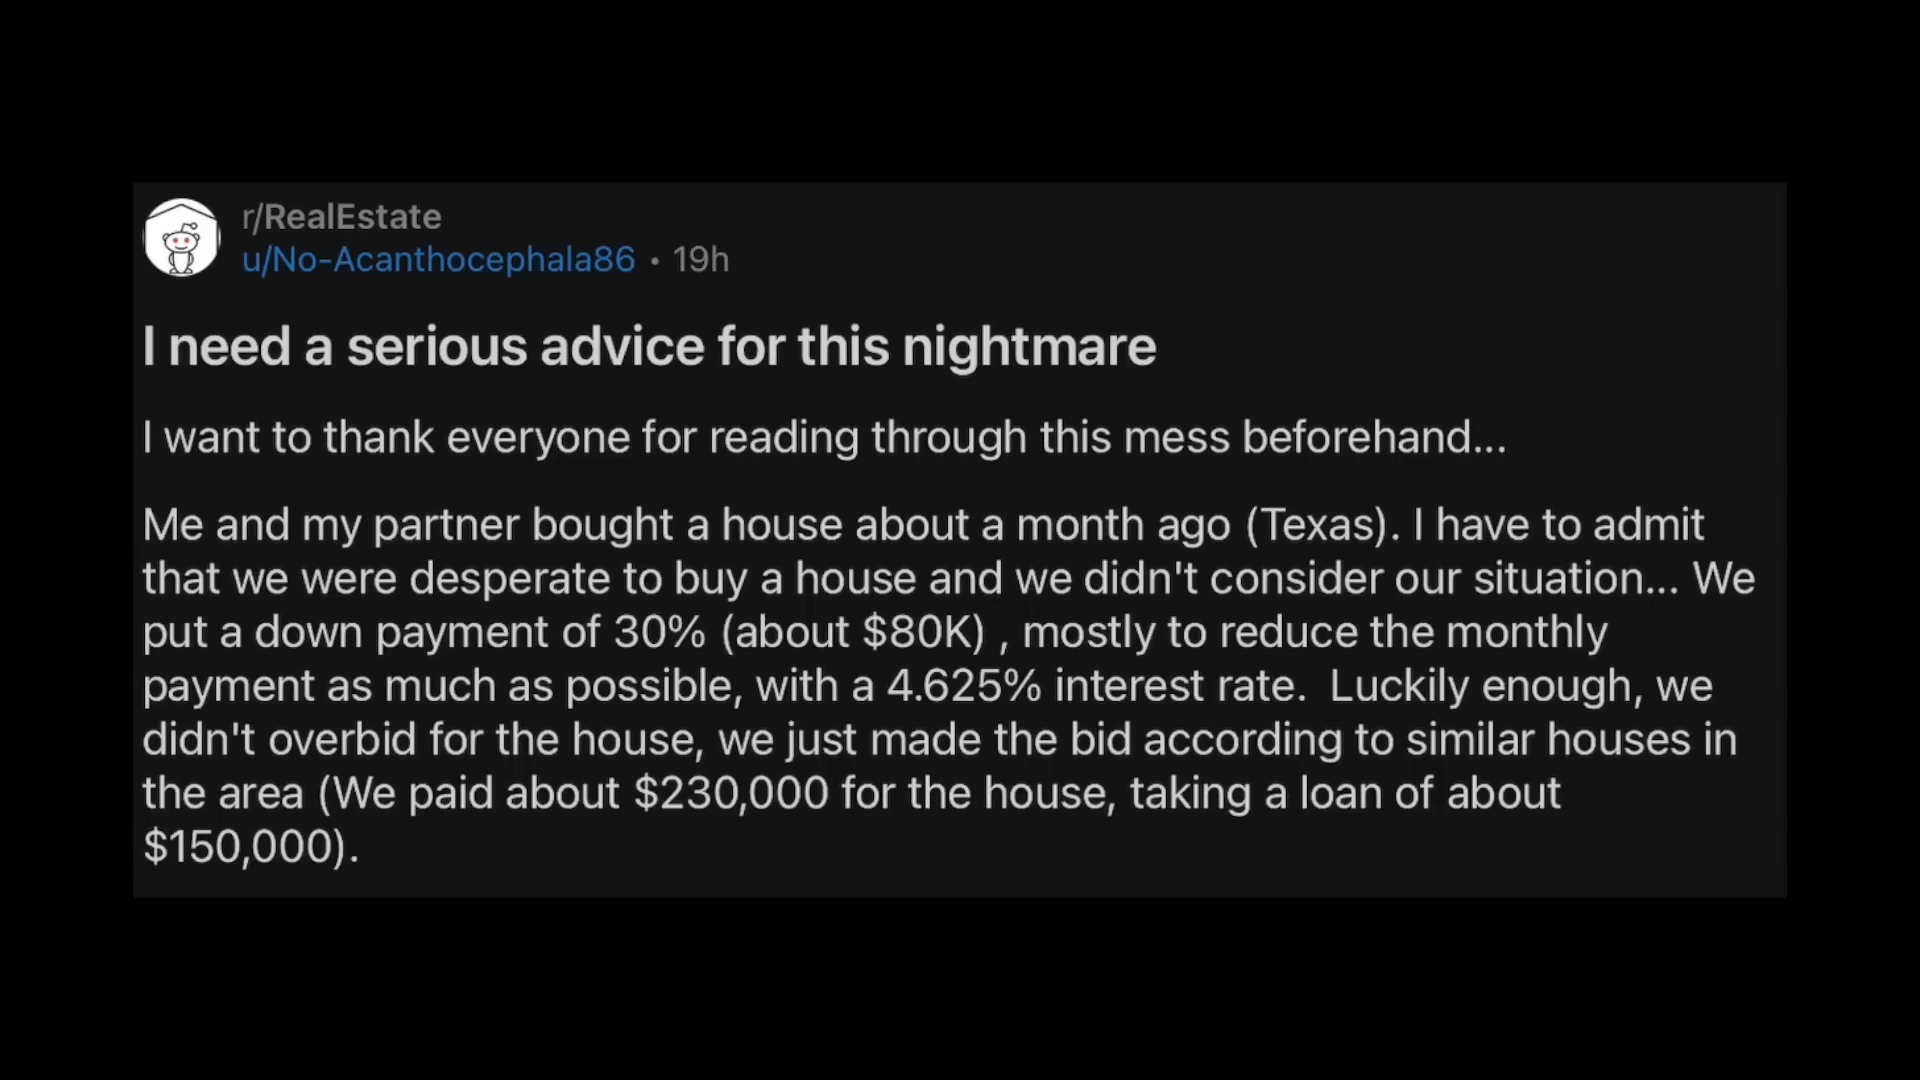 r/RealEstate
u/No-Acanthocephala86 • 19h
I need a serious advice for this nightmare
I want to thank everyone for reading through this mess beforehand...
Me and my partner bought a house about a month ago (Texas). I have to admit
that we were desperate to buy a house and we didn't consider our situation... We
put a down payment of 30% (about $80K) , mostly to reduce the monthly
payment as much as possible, with a 4.625% interest rate.  Luckily enough, we
didn't overbid for the house, we just made the bid according to similar houses in
the area (We paid about $230,000 for the house, taking a loan of about
$150,000).